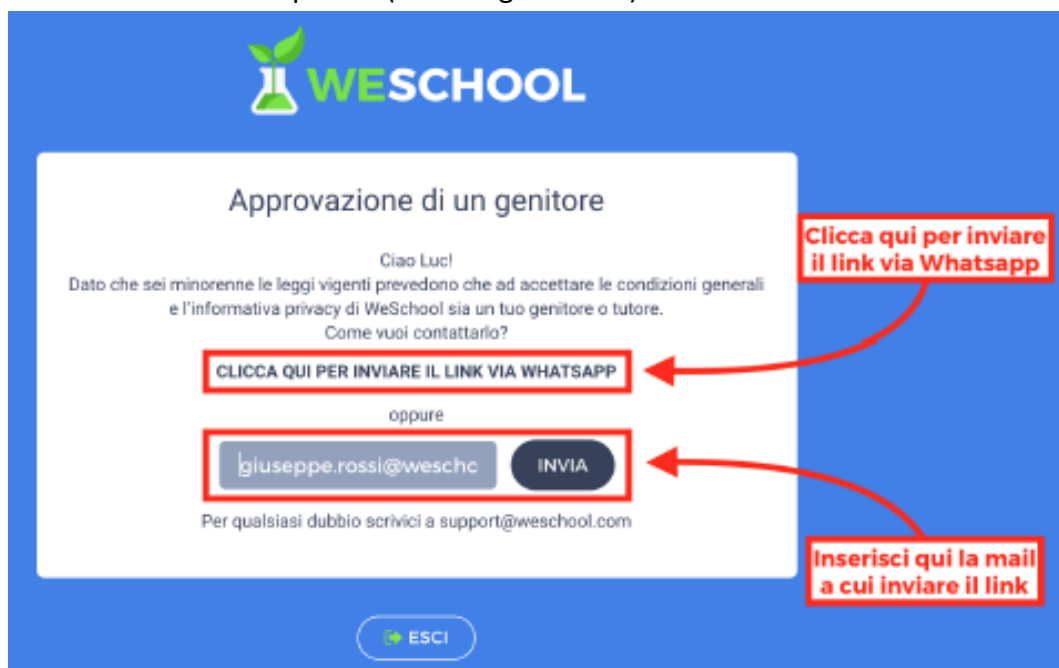 WESCHOOL
Approvazione di un genitore
Ciao Luc!
Dato che sei minorenne le leggi vigenti prevedono che ad accettare le condizioni generali
e l'informativa privacy di WeSchool sia un tuo genitore o tutore.
Come vuoi contattarlo?
CLICCA QUI PER INVIARE IL LINK VIA WHATSAPP
oppure
giuseppe.rossi@weschc
INVIA
Per qualsiasi dubbio scrivici a support@weschool.com
ESCI
Clicca qui per inviare
il link via Whatsapp
Inserisci qui la mail
a cui inviare il link